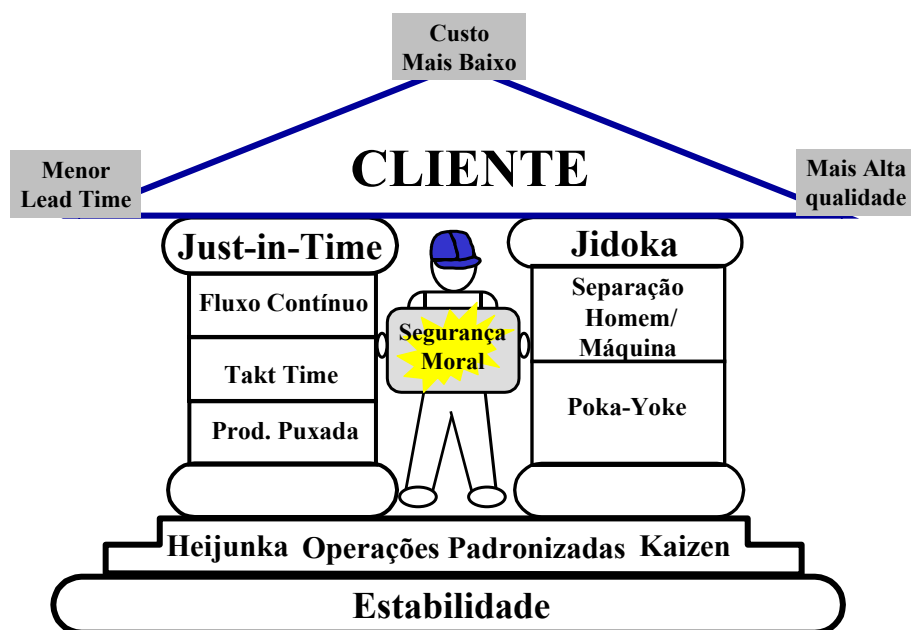 Custo
Mais Baixo
Menor
Lead Time
CLIENTE
Mais Alta
qualidade
Just-in-Time
Jidoka
Fluxo Contínuo
Takt Time
Prod. Puxada
Segurança
Moral
Separação
Homem/
Máquina
Poka-Yoke
Heijunka Operações Padronizadas Kaizen
Estabilidade